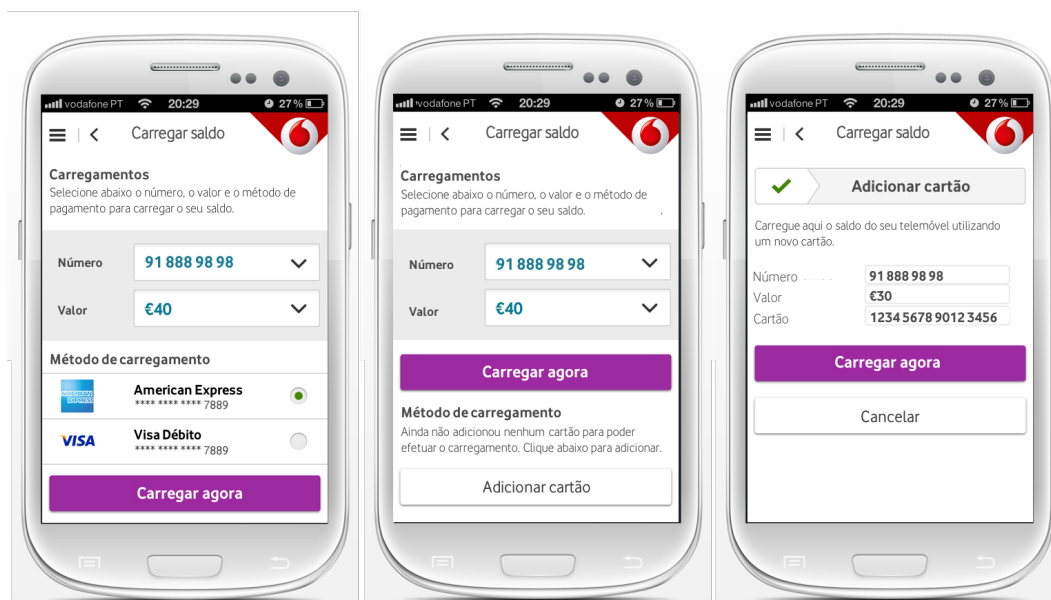 vodafone PT 20:29 27%
Carregar saldo
Carregamentos
Selecione abaixo o número, o valor e o método de
pagamento para carregar o seu saldo.
Número 91 888 98 98
Valor €40
Método de carregamento
AMERICAN EXPRESS
American Express
**** **** **** 7889
VISA
Visa Débito
**** **** **** 7889
Carregar agora
vodafone PT 20:29 27%
Carregar saldo
Carregamentos
Selecione abaixo o número, o valor e o método de
pagamento para carregar o seu saldo.
Número 91 888 98 98
Valor €40
Carregar agora
Método de carregamento
Ainda não adicionou nenhum cartão para poder
efetuar o carregamento. Clique abaixo para adicionar.
Adicionar cartão
vodafone PT 20:29 27%
Carregar saldo
Adicionar cartão
Carregue aqui o saldo do seu telemóvel utilizando
um novo cartão.
Número 91 888 98 98
Valor €30
Cartão 1234 5678 9012 3456
Carregar agora
Cancelar